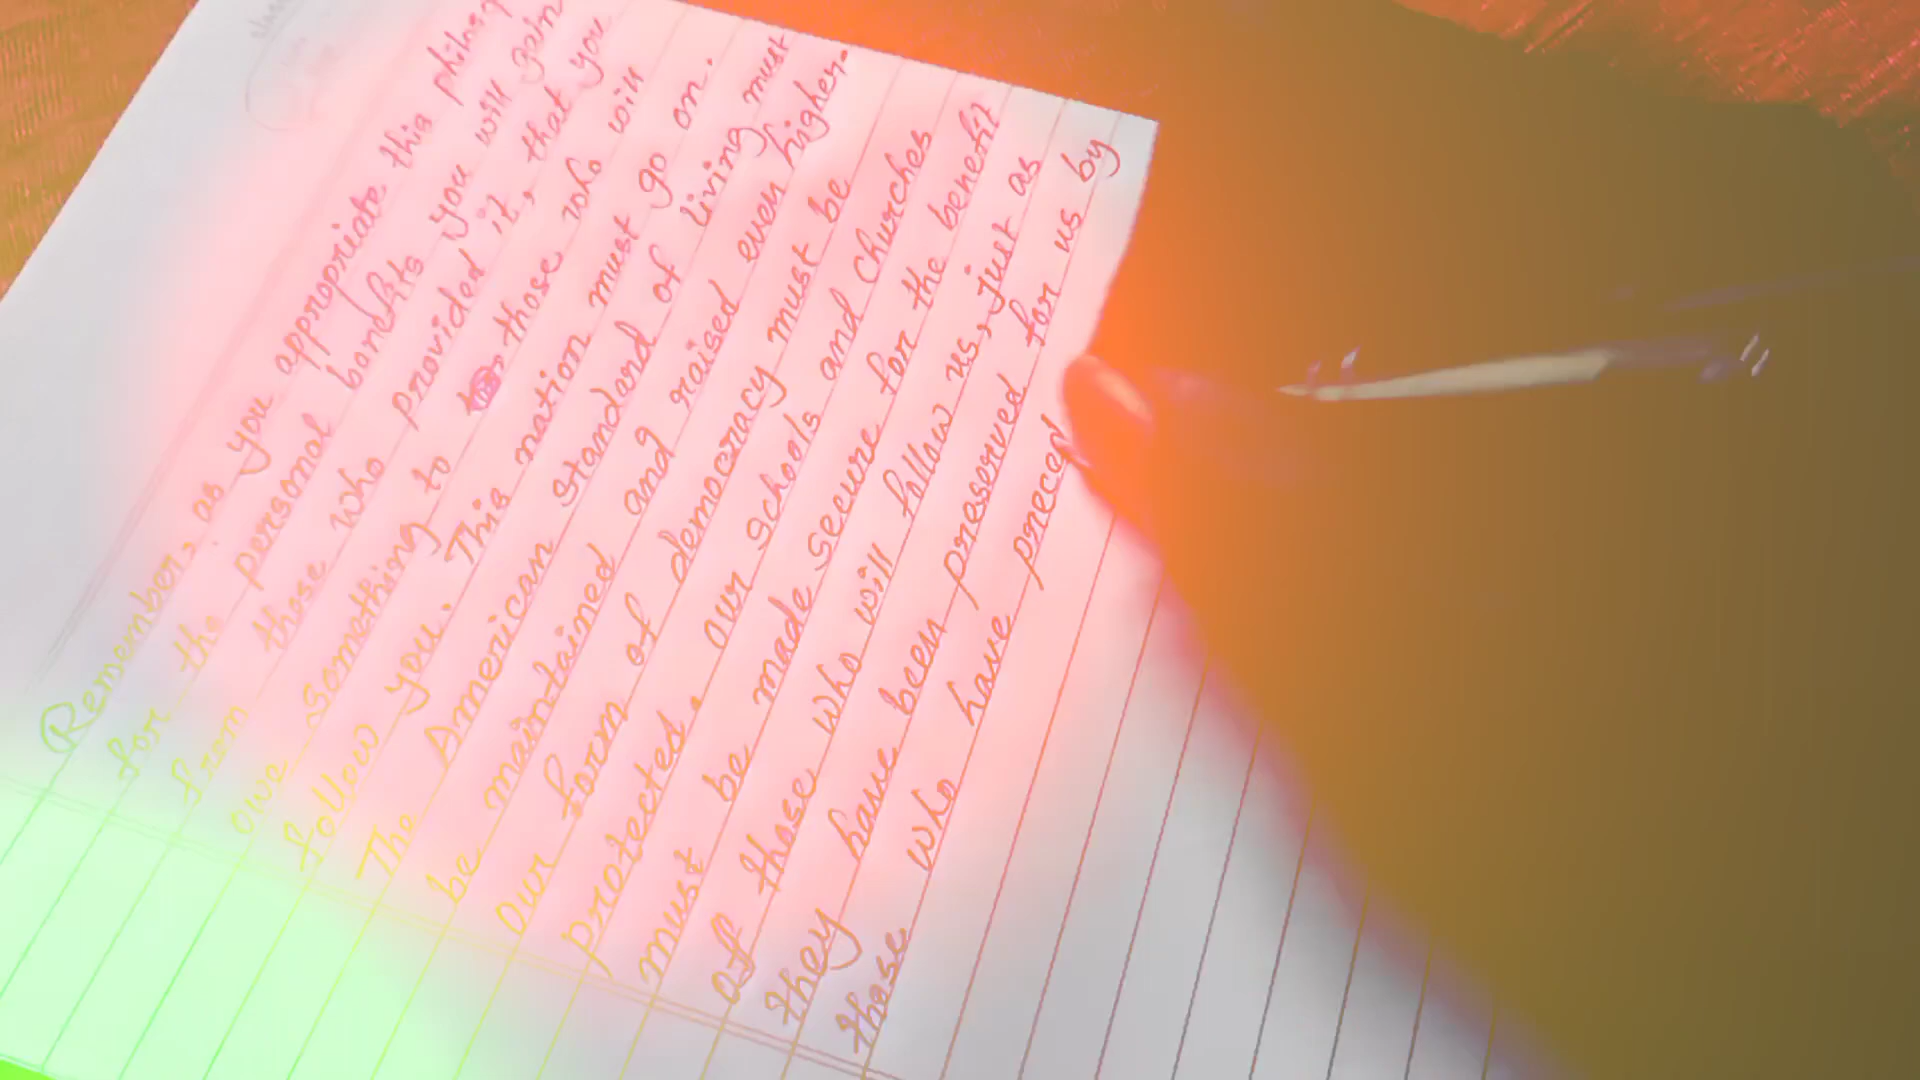 Remember, as you appropriate this philosop
for the personal benefits you will gain
from those who provided it, that you
owe something to those who will
follow you. This nation must go on.
The American standard of living must
be maintained and raised even higher.
Our form of democracy must be
protected. Our schools and churches
must be made secure for the benefit
of those who will follow us, just as
they have been preserved for us by
those who have preced